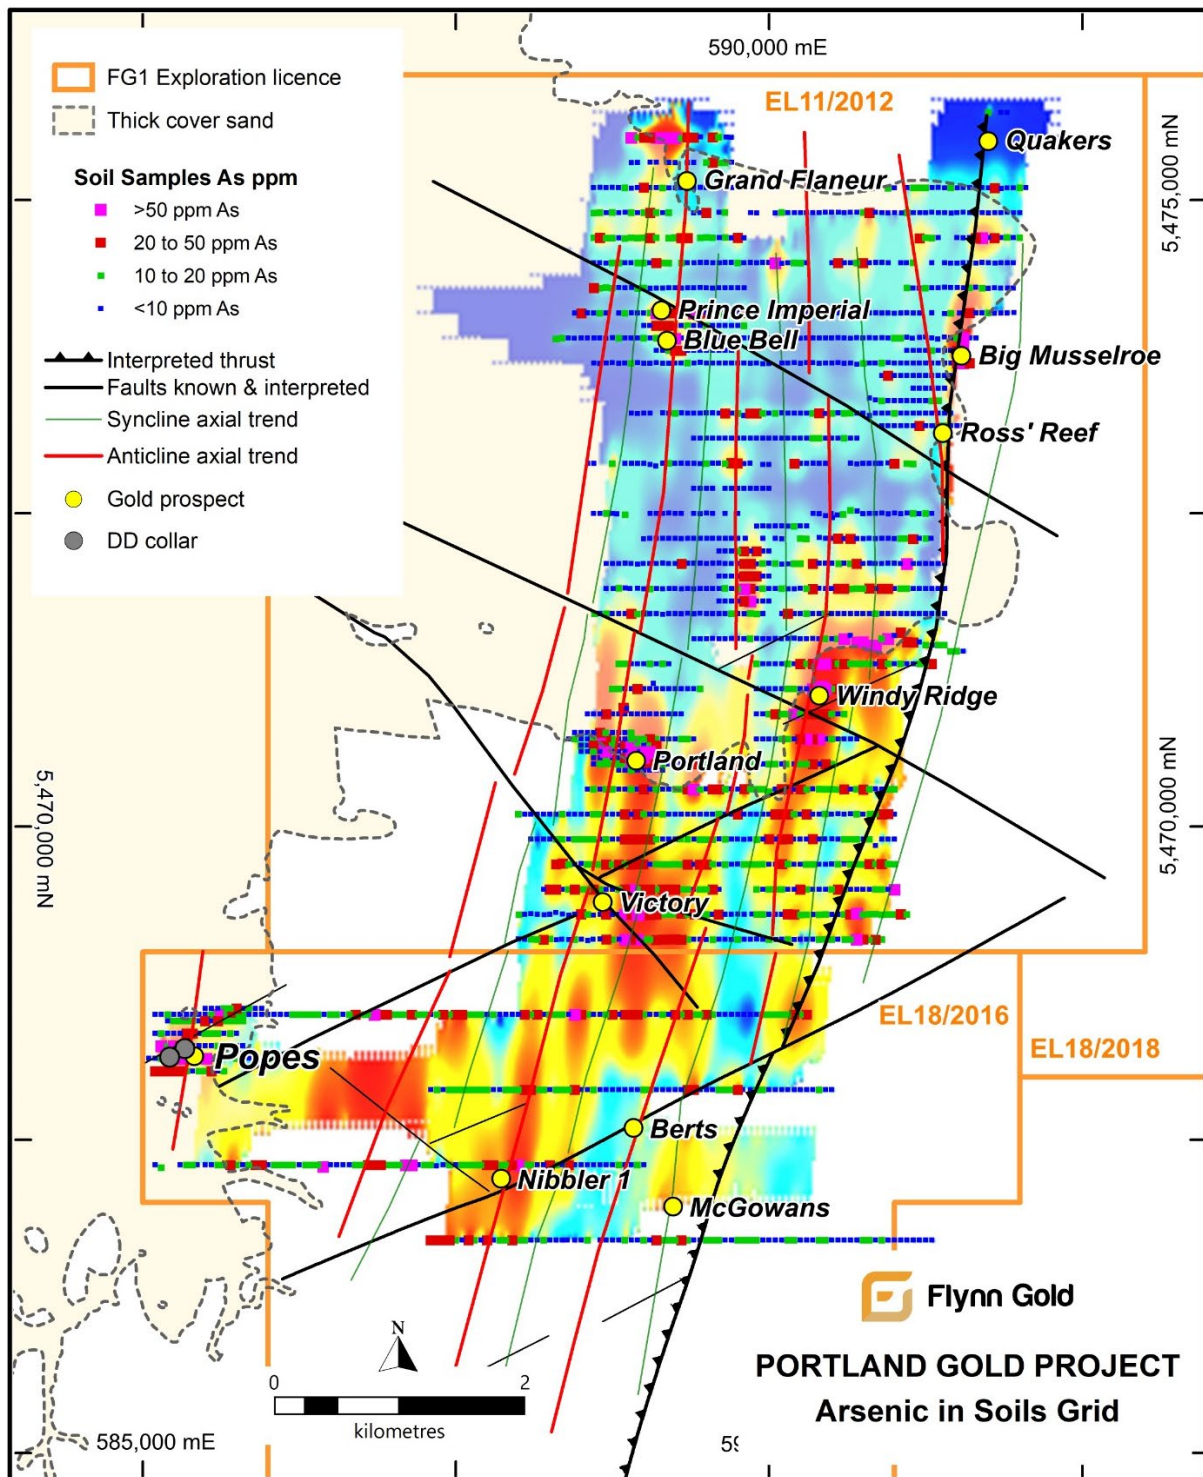 590,000 mE
FG1 Exploration licence
Thick cover sand
Soil Samples As ppm
>50 ppm As
20 to 50 ppm As
10 to 20 ppm As
<10 ppm As
Interpreted thrust
Faults known & interpreted
Syncline axial trend
Anticline axial trend
Gold prospect
DD collar
EL11/2012
Quakers
5,475,000 mN
Grand Flaneur
Prince Imperial
Blue Bell
Big Musselroe
Ross' Reef
Windy Ridge
Portland
5,470,000 mN
5,470,000 mN
Victory
EL18/2016
EL18/2018
Popes
Berts
Nibbler 1
McGowans
Flynn Gold
N
PORTLAND GOLD PROJECT
Arsenic in Soils Grid
0 2
kilometres
585,000 mE